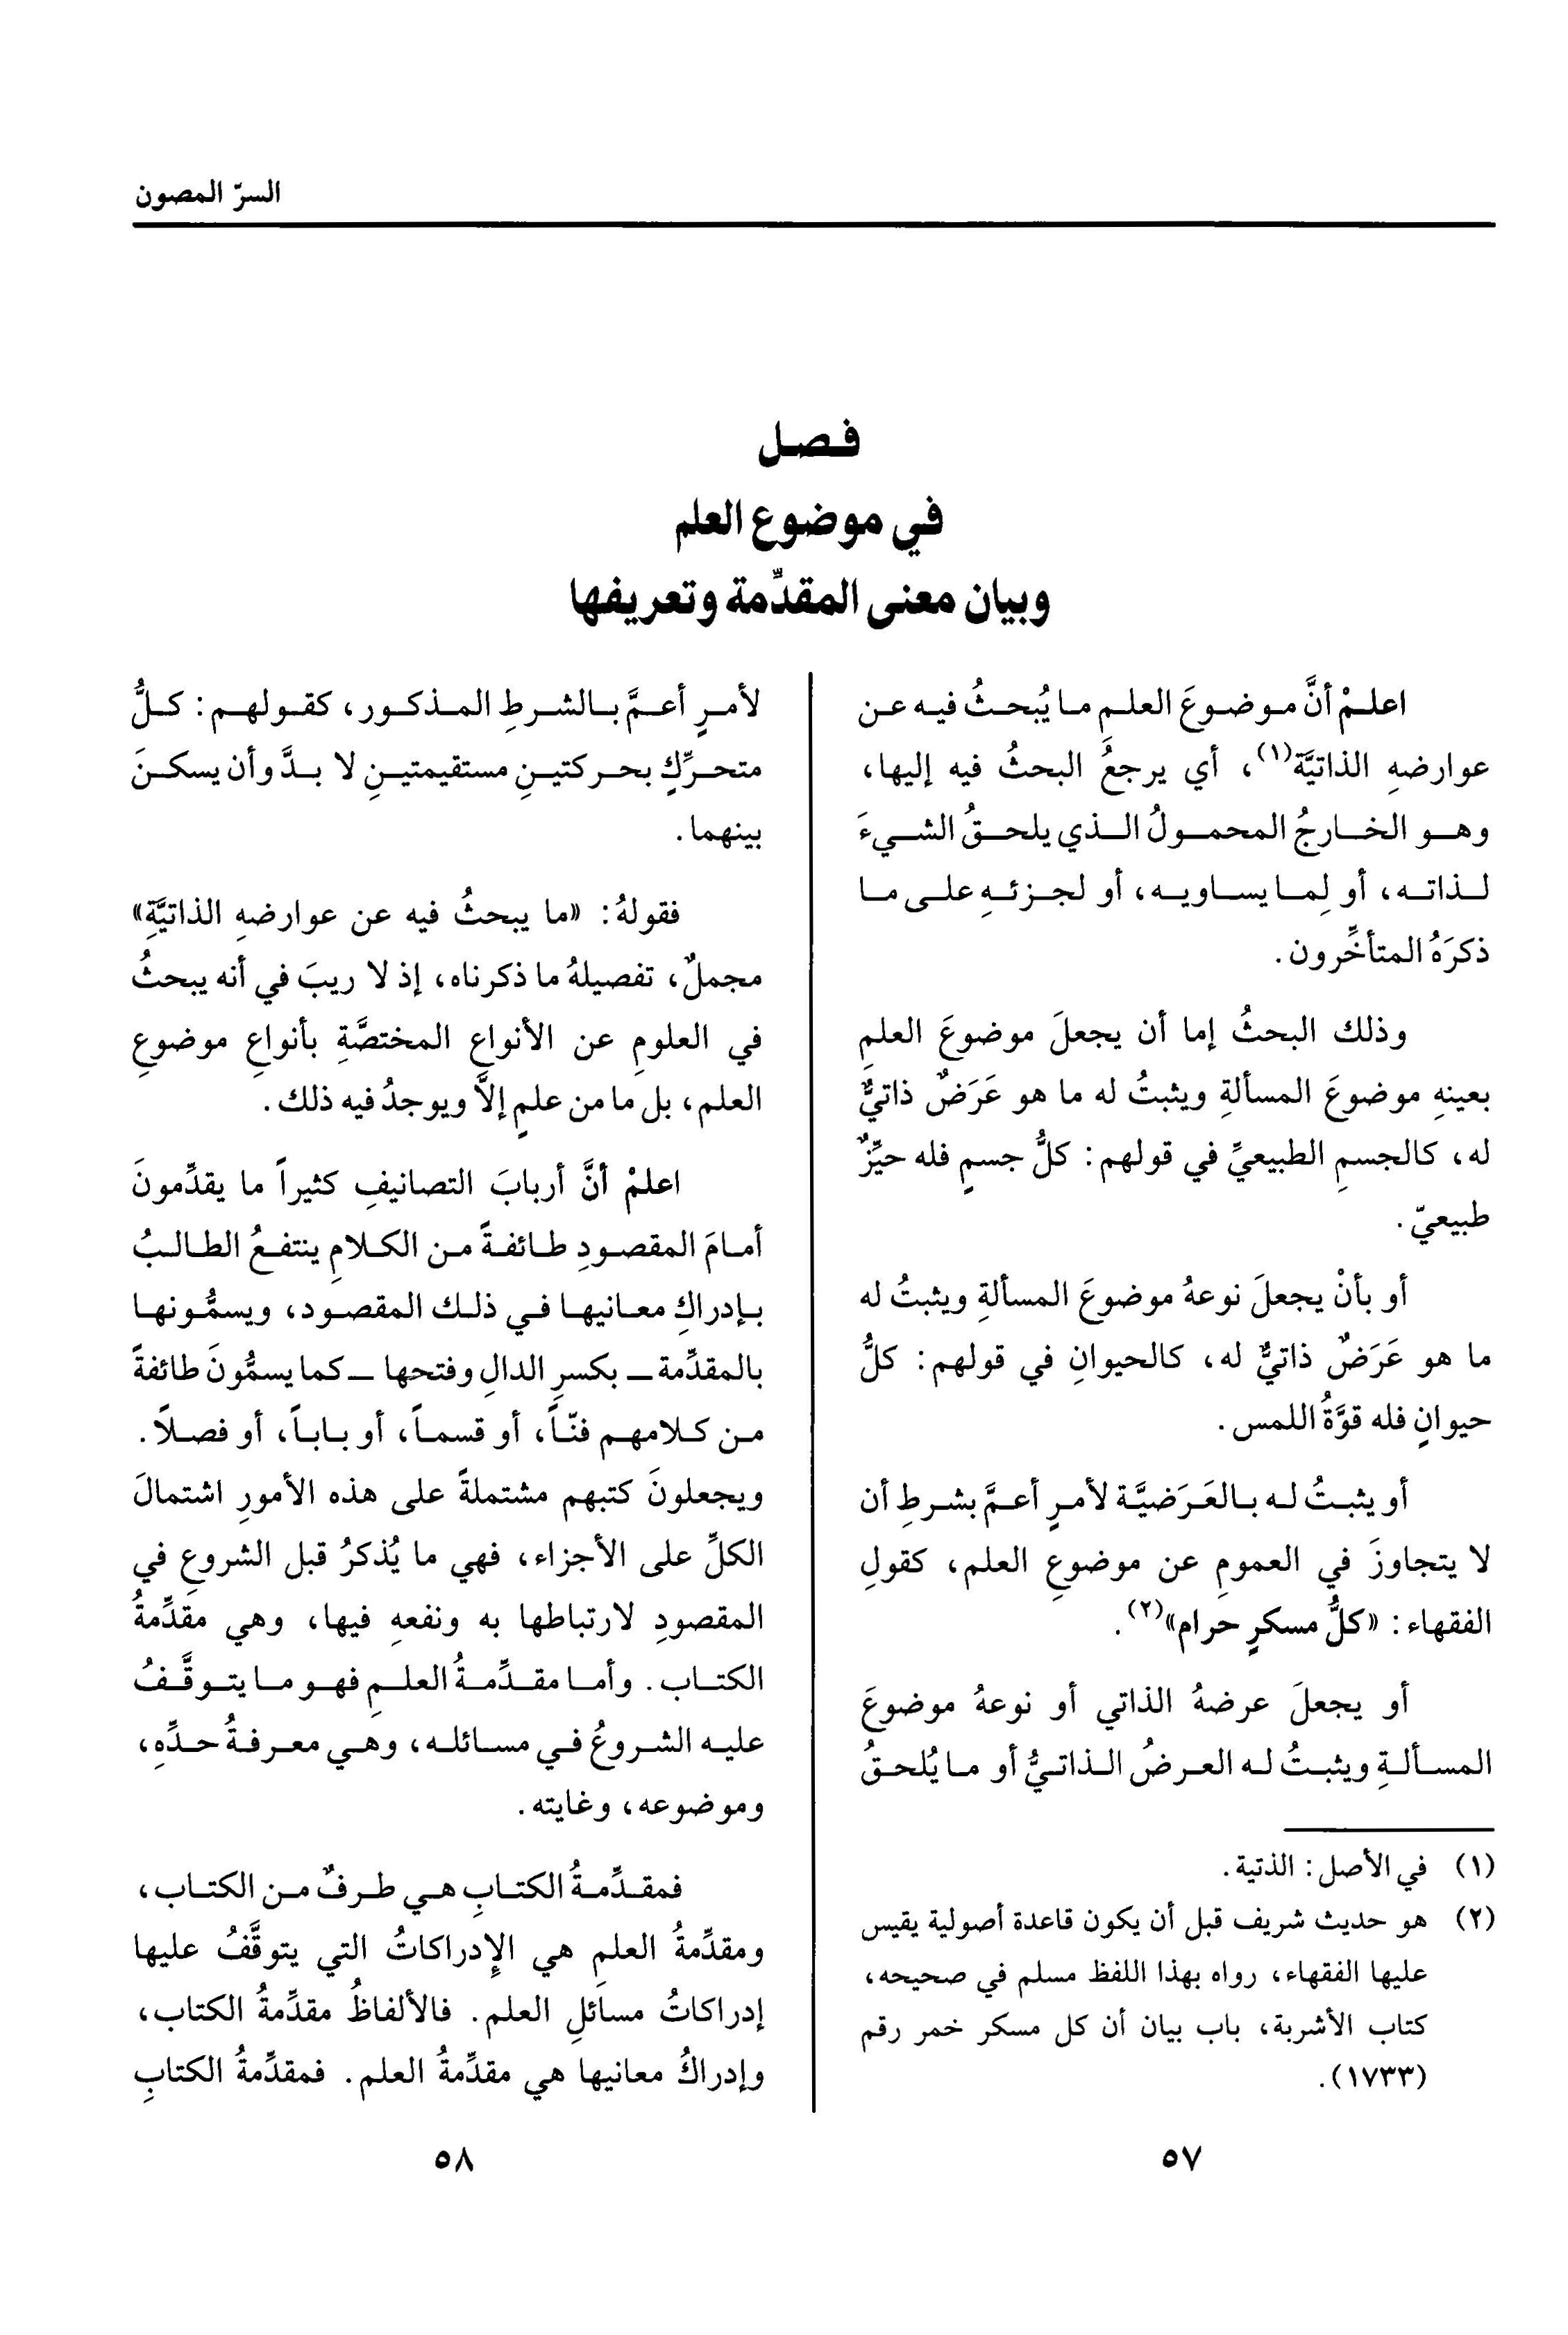 السرّ المصون
فصل
في موضوع العلم
وبيان معنى المقدِّمة وتعريفها
اعلمْ أنَّ موضوعَ العلمِ ما يُبحثُ فيه عن
عوارضهِ الذاتيَّة(١)، أي يرجعُ البحثُ فيه إليها،
وهو الخارجُ المحمولُ الذي يلحقُ الشيءَ
لذاته، أو لِما يساويه، أو لجزئهِ على ما
ذكرَهُ المتأخِّرون.
وذلك البحثُ إما أن يجعلَ موضوعَ العلمِ
بعينهِ موضوعَ المسألةِ ويثبتُ له ما هو عَرَضٌ ذاتيٌّ
له، كالجسمِ الطبيعيِّ في قولهم: كلُّ جسمٍ فله حيِّزٌ
طبيعيّ.
أو بأنْ يجعلَ نوعهُ موضوعَ المسألةِ ويثبتُ له
ما هو عَرَضٌ ذاتيٌّ له، كالحيوانِ في قولهم: كلُّ
حيوانٍ فله قوَّةُ اللمس.
أو يثبتُ له بالعَرَضيَّة لأمرٍ أعمَّ بشرطِ أن
لا يتجاوزَ في العمومِ عن موضوعِ العلم، كقولِ
الفقهاء: «كلُّ مسكرٍ حرام»(٢).
أو يجعلَ عرضهُ الذاتي أو نوعهُ موضوعَ
المسألةِ ويثبتُ له العرضُ الذاتيُّ أو ما يُلحقُ
(١) في الأصل: الذتية.
(٢) هو حديث شريف قبل أن يكون قاعدة أصولية يقيس
عليها الفقهاء، رواه بهذا اللفظ مسلم في صحيحه،
كتاب الأشربة، باب بيان أن كل مسكر خمر رقم
(١٧٣٣).
٥٧
لأمرٍ أعمَّ بالشرطِ المذكور، كقولهم: كلُّ
متحرِّكٍ بحركتينِ مستقيمتينِ لا بدَّ وأن يسكنَ
بينهما.
فقولهُ: «ما يبحثُ فيه عن عوارضهِ الذاتيَّةِ»
مجملٌ، تفصيلهُ ما ذكرناه، إذ لا ريبَ في أنه يبحثُ
في العلومِ عن الأنواعِ المختصَّةِ بأنواعِ موضوعِ
العلم، بل ما من علمٍ إلاَّ ويوجدُ فيه ذلك.
اعلمْ أنَّ أربابَ التصانيفِ كثيراً ما يقدِّمونَ
أمامَ المقصودِ طائفةً من الكلامِ ينتفعُ الطالبُ
بإدراكِ معانيها في ذلك المقصود، ويسمُّونها
بالمقدِّمة ـ بكسرِ الدالِ وفتحها ـ كما يسمُّونَ طائفةً
من كلامهم فنّاً، أو قسماً، أو باباً، أو فصلاً.
ويجعلونَ كتبهم مشتملةً على هذه الأمورِ اشتمالَ
الكلِّ على الأجزاء، فهي ما يُذكرُ قبل الشروعِ في
المقصودِ لارتباطها به ونفعهِ فيها، وهي مقدِّمةُ
الكتاب. وأما مقدِّمةُ العلمِ فهو ما يتوقَّفُ
عليه الشروعُ في مسائله، وهي معرفةُ حدِّهِ،
وموضوعه، وغايته.
فمقدِّمةُ الكتابِ هي طرفٌ من الكتاب،
ومقدِّمةُ العلمِ هي الإدراكاتُ التي يتوقَّفُ عليها
إدراكاتُ مسائلِ العلم. فالألفاظُ مقدِّمةُ الكتاب،
وإدراكُ معانيها هي مقدِّمةُ العلم. فمقدِّمةُ الكتابِ
٥٨